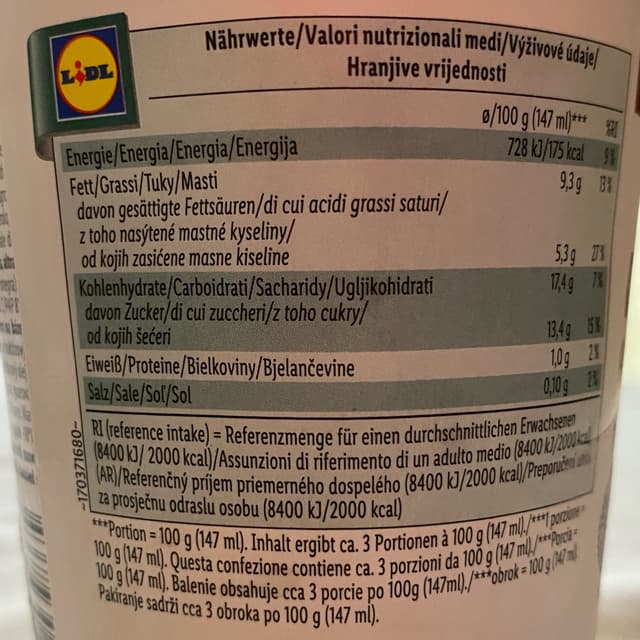 LIDL
Nährwerte/Valori nutrizionali medi/Výživové údaje/
Hranjive vrijednosti
ø/100 g (147 ml)*** %RI
Energie/Energia/Energia/Energija 728 kJ/175 kcal 9%
Fett/Grassi/Tuky/Masti 9,3 g 13%
davon gesättigte Fettsäuren/di cui acidi grassi saturi/
z toho nasýtené mastné kyseliny/
od kojih zasićene masne kiseline 5,3 g 27%
Kohlenhydrate/Carboidrati/Sacharidy/Ugljikohidrati 17,4 g 7%
davon Zucker/di cui zuccheri/z toho cukry/
od kojih šećeri 13,4 g 15%
Eiweiß/Proteine/Bielkoviny/Bjelančevine 1,0 g 2%
Salz/Sale/Soľ/Sol 0,10 g 2%
RI (reference intake) = Referenzmenge für einen durchschnittlichen Erwachsenen
(8400 kJ/ 2000 kcal)/Assunzioni di riferimento di un adulto medio (8400 kJ/2000 kcal)
(AR)/Referenčný príjem priemerného dospelého (8400 kJ/2000 kcal)/Preporučeni
za prosječnu odraslu osobu (8400 kJ/2000 kcal)
-170371680-
***Portion = 100 g (147 ml). Inhalt ergibt ca. 3 Portionen à 100 g (147 ml)./***1 porzione =
100 g (147 ml). Questa confezione contiene ca. 3 porzioni da 100 g (147 ml)./***Porcia =
100 g (147 ml). Balenie obsahuje cca 3 porcie po 100g (147ml)./***obrok = 100 g (147 ml).
Pakiranje sadrži cca 3 obroka po 100 g (147 ml).